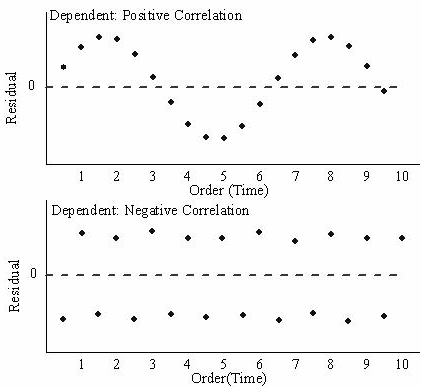 Dependent: Positive Correlation
Residual
0
1 2 3 4 5 6 7 8 9 10
Order (Time)
Dependent: Negative Correlation
Residual
0
1 2 3 4 5 6 7 8 9 10
Order(Time)